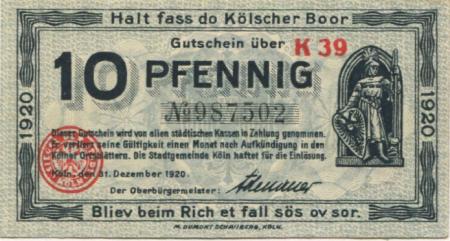 Halt fass do Kölscher Boor
Gutschein über K 39
10 PFENNIG
1920
1920
№987502
Dieser Gutschein wird von allen städtischen Kassen in Zahlung genommen.
Er verliert seine Gültigkeit einen Monat nach Aufkündigung in den
Kölner Ortsblättern. Die Stadtgemeinde Köln haftet für die Einlösung.
Köln, den 31. Dezember 1920.
Der Oberbürgermeister:
Bliev beim Rich et fall sös ov sor.
M. DUMONT SCHAUBERG, KÖLN.